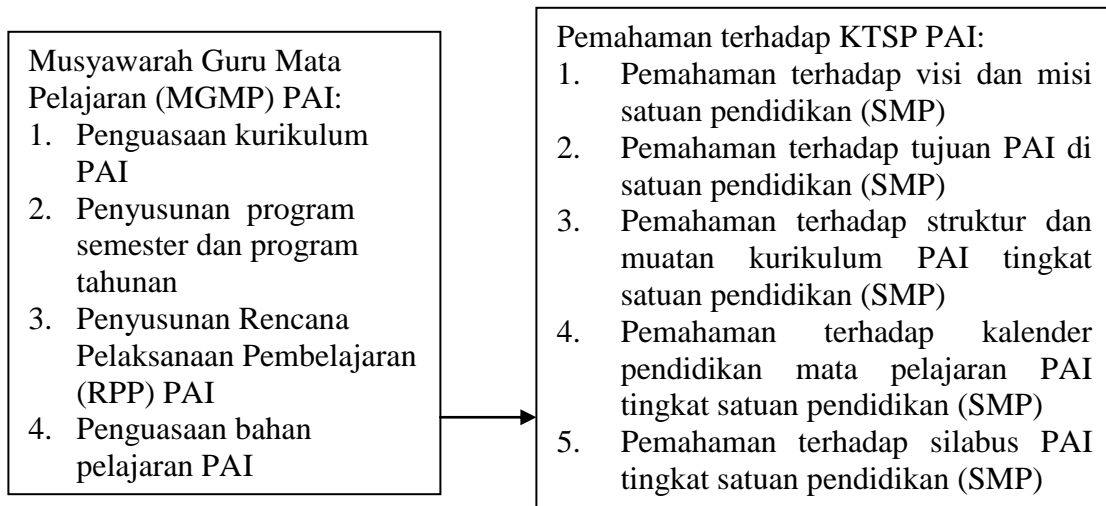 Musyawarah Guru Mata
Pelajaran (MGMP) PAI:
1. Penguasaan kurikulum
PAI
2. Penyusunan program
semester dan program
tahunan
3. Penyusunan Rencana
Pelaksanaan Pembelajaran
(RPP) PAI
4. Penguasaan bahan
pelajaran PAI
Pemahaman terhadap KTSP PAI:
1. Pemahaman terhadap visi dan misi
satuan pendidikan (SMP)
2. Pemahaman terhadap tujuan PAI di
satuan pendidikan (SMP)
3. Pemahaman terhadap struktur dan
muatan kurikulum PAI tingkat
satuan pendidikan (SMP)
4. Pemahaman terhadap kalender
pendidikan mata pelajaran PAI
tingkat satuan pendidikan (SMP)
5. Pemahaman terhadap silabus PAI
tingkat satuan pendidikan (SMP)